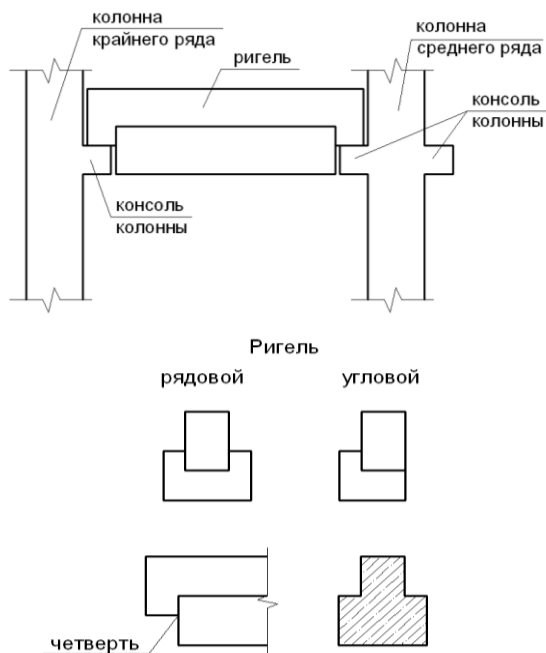 колонна
крайнего ряда
ригель
колонна
среднего ряда
консоль
колонны
консоль
колонны
Ригель
рядовой
угловой
четверть